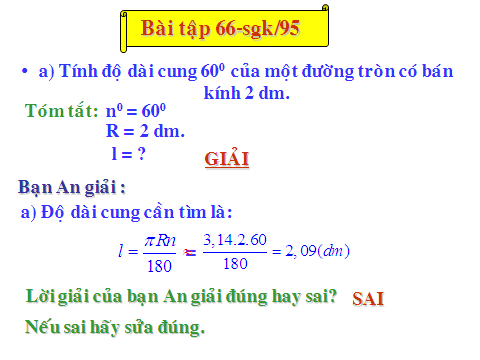 Bài tập 66-sgk/95
• a) Tính độ dài cung 60⁰ của một đường tròn có bán
kính 2 dm.
Tóm tắt: n⁰ = 60⁰
R = 2 dm.
l = ?
GIẢI
Bạn An giải :
a) Độ dài cung cần tìm là:
l = πRn/180 = 3,14.2.60/180 = 2,09(dm)
Lời giải của bạn An giải đúng hay sai? SAI
Nếu sai hãy sửa đúng.